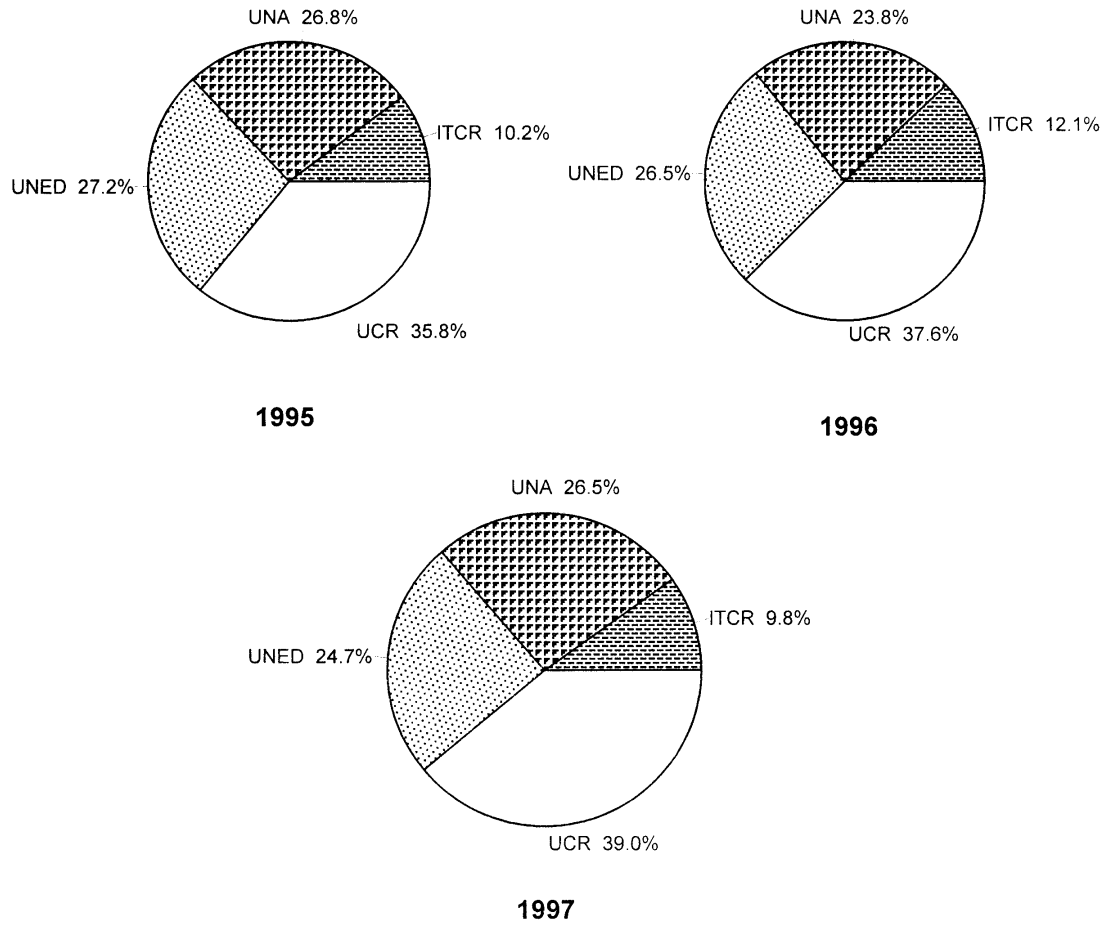 UNA 26.8%
ITCR 10.2%
UNED 27.2%
UCR 35.8%
1995
UNA 23.8%
ITCR 12.1%
UNED 26.5%
UCR 37.6%
1996
UNA 26.5%
ITCR 9.8%
UNED 24.7%
UCR 39.0%
1997